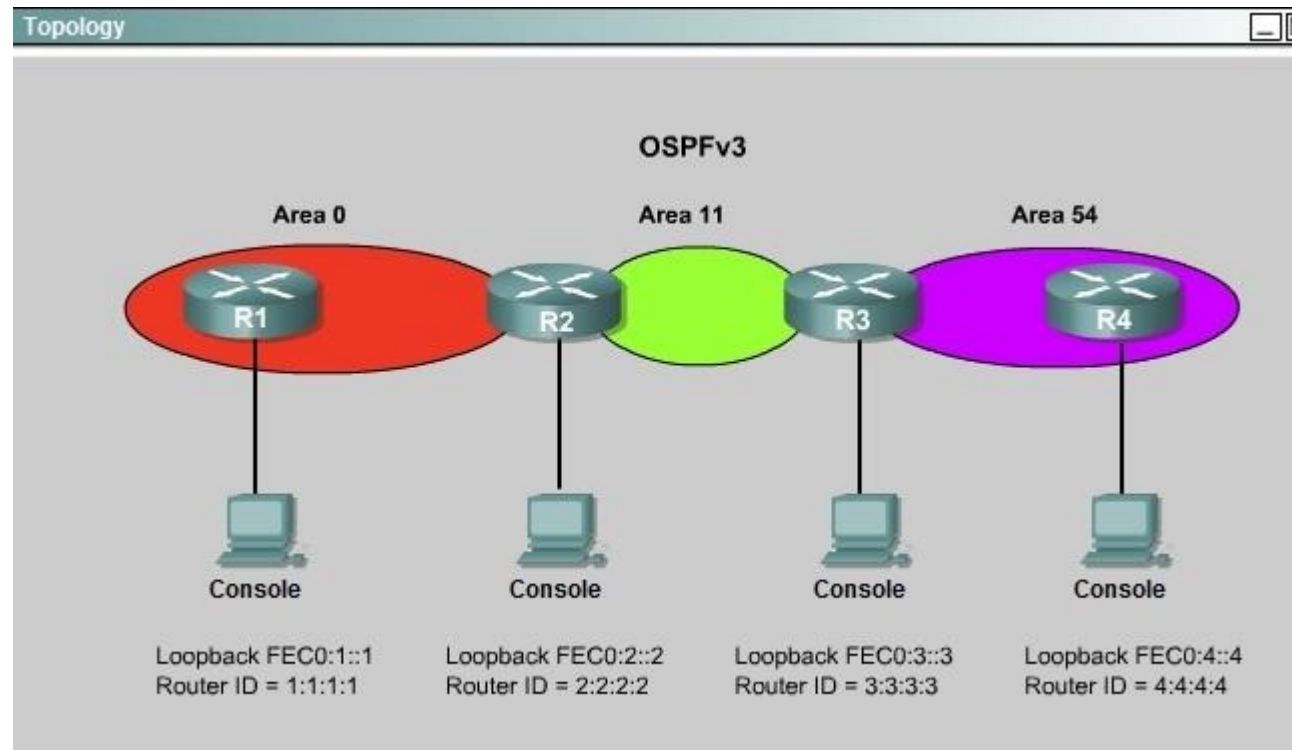 Topology
OSPFv3
Area 0
Area 11
Area 54
R1
R2
R3
R4
Console
Console
Console
Console
Loopback FEC0:1::1
Router ID = 1:1:1:1
Loopback FEC0:2::2
Router ID = 2:2:2:2
Loopback FEC0:3::3
Router ID = 3:3:3:3
Loopback FEC0:4::4
Router ID = 4:4:4:4